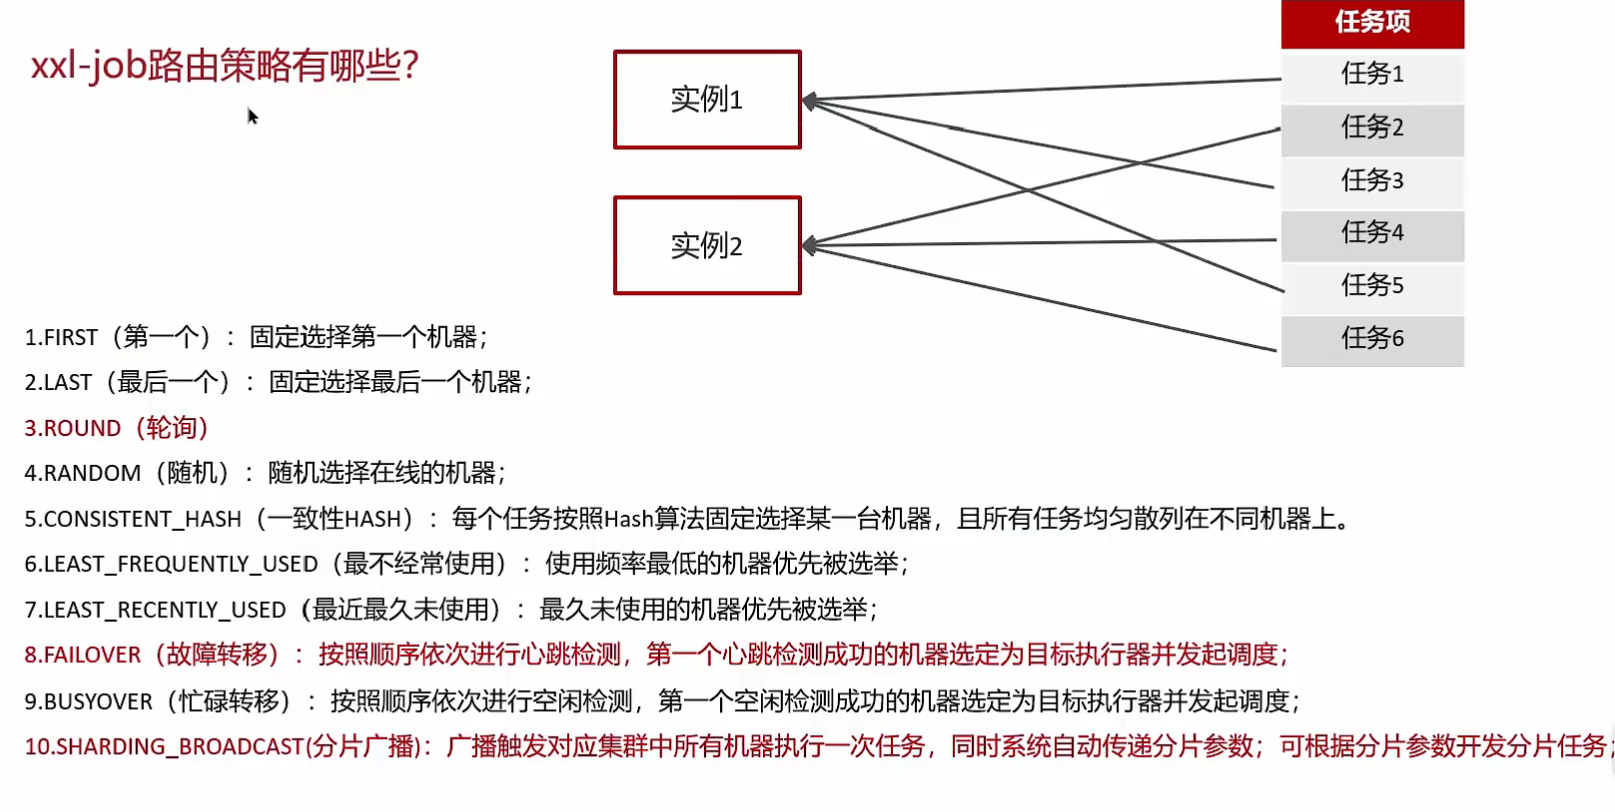 xxl-job路由策略有哪些?
实例1
实例2
任务项
任务1
任务2
任务3
任务4
任务5
任务6
1.FIRST（第一个）：固定选择第一个机器；
2.LAST（最后一个）：固定选择最后一个机器；
3.ROUND（轮询）
4.RANDOM（随机）：随机选择在线的机器；
5.CONSISTENT_HASH（一致性HASH）：每个任务按照Hash算法固定选择某一台机器，且所有任务均匀散列在不同机器上。
6.LEAST_FREQUENTLY_USED（最不经常使用）：使用频率最低的机器优先被选举；
7.LEAST_RECENTLY_USED（最近最久未使用）：最久未使用的机器优先被选举；
8.FAILOVER（故障转移）：按照顺序依次进行心跳检测，第一个心跳检测成功的机器选定为目标执行器并发起调度；
9.BUSYOVER（忙碌转移）：按照顺序依次进行空闲检测，第一个空闲检测成功的机器选定为目标执行器并发起调度；
10.SHARDING_BROADCAST(分片广播)：广播触发对应集群中所有机器执行一次任务，同时系统自动传递分片参数；可根据分片参数开发分片任务；